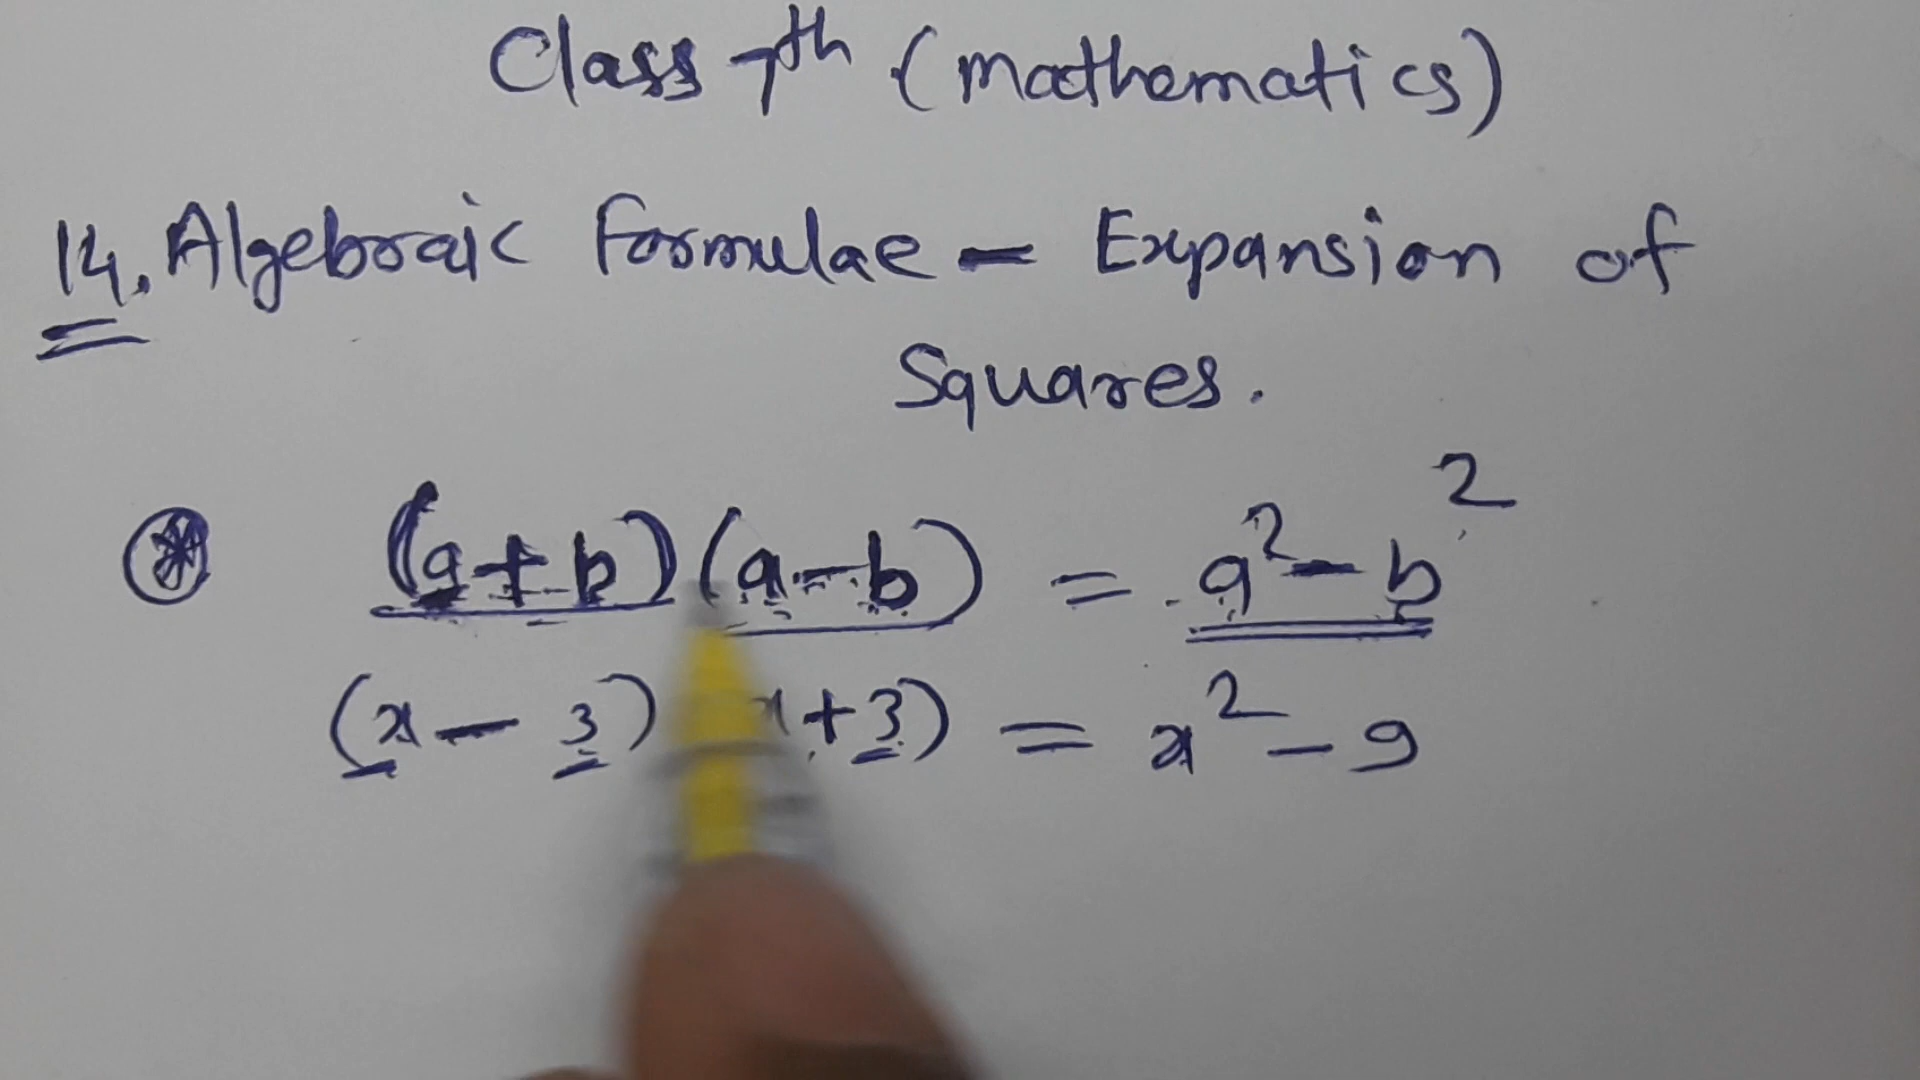 Class 7th (Mathematics)
14. Algebraic Formulae - Expansion of
Squares.
(a+b)(a-b) = a²-b²
(x-3) x+3) = x²-9